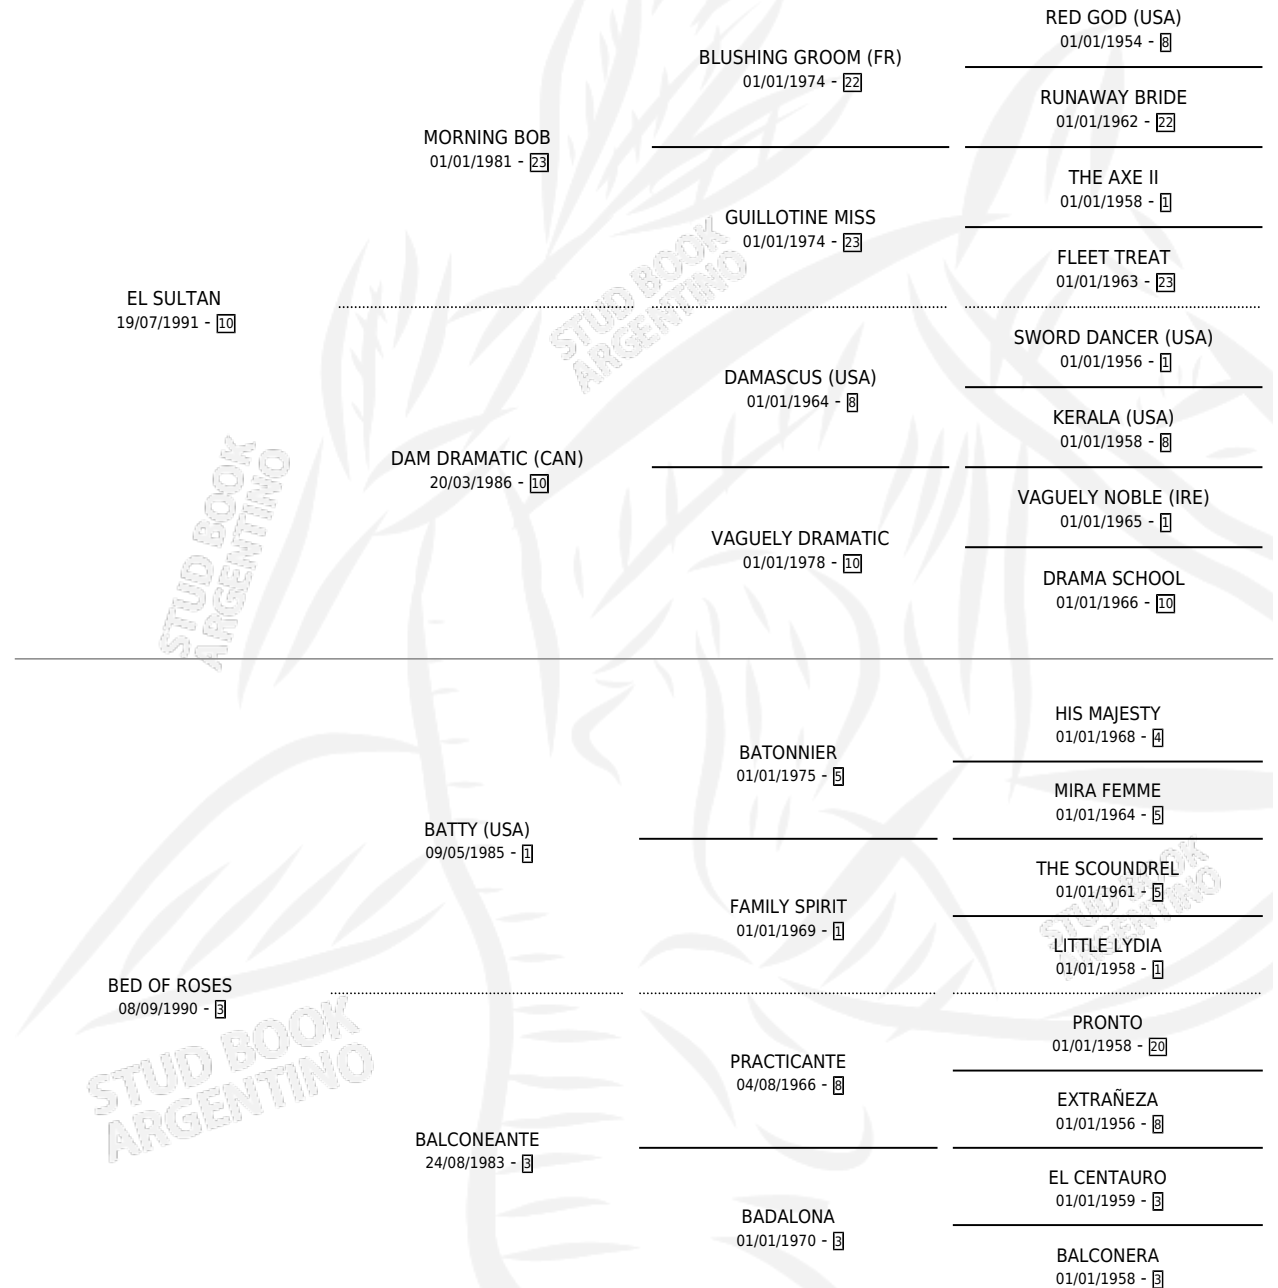 RED GOD (USA)
01/01/1954 - 8
BLUSHING GROOM (FR)
01/01/1974 - 22
RUNAWAY BRIDE
01/01/1962 - 22
MORNING BOB
01/01/1981 - 23
THE AXE II
01/01/1958 - 1
GUILLOTINE MISS
01/01/1974 - 23
FLEET TREAT
01/01/1963 - 23
EL SULTAN
19/07/1991 - 10
STUD BOOK
ARGENTINO
SWORD DANCER (USA)
01/01/1956 - 1
DAMASCUS (USA)
01/01/1964 - 8
KERALA (USA)
01/01/1958 - 8
DAM DRAMATIC (CAN)
20/03/1986 - 10
VAGUELY NOBLE (IRE)
01/01/1965 - 1
VAGUELY DRAMATIC
01/01/1978 - 10
DRAMA SCHOOL
01/01/1966 - 10
STUD BOOK
ARGENTINO
HIS MAJESTY
01/01/1968 - 4
BATONNIER
01/01/1975 - 5
MIRA FEMME
01/01/1964 - 5
BATTY (USA)
09/05/1985 - 1
THE SCOUNDREL
01/01/1961 - 5
STUD BOOK
ARGENTINO
FAMILY SPIRIT
01/01/1969 - 1
LITTLE LYDIA
01/01/1958 - 1
BED OF ROSES
08/09/1990 - 3
STUD BOOK
ARGENTINO
PRONTO
01/01/1958 - 20
PRACTICANTE
04/08/1966 - 8
EXTRAÑEZA
01/01/1956 - 8
BALCONEANTE
24/08/1983 - 3
EL CENTAURO
01/01/1959 - 3
BADALONA
01/01/1970 - 3
BALCONERA
01/01/1958 - 3